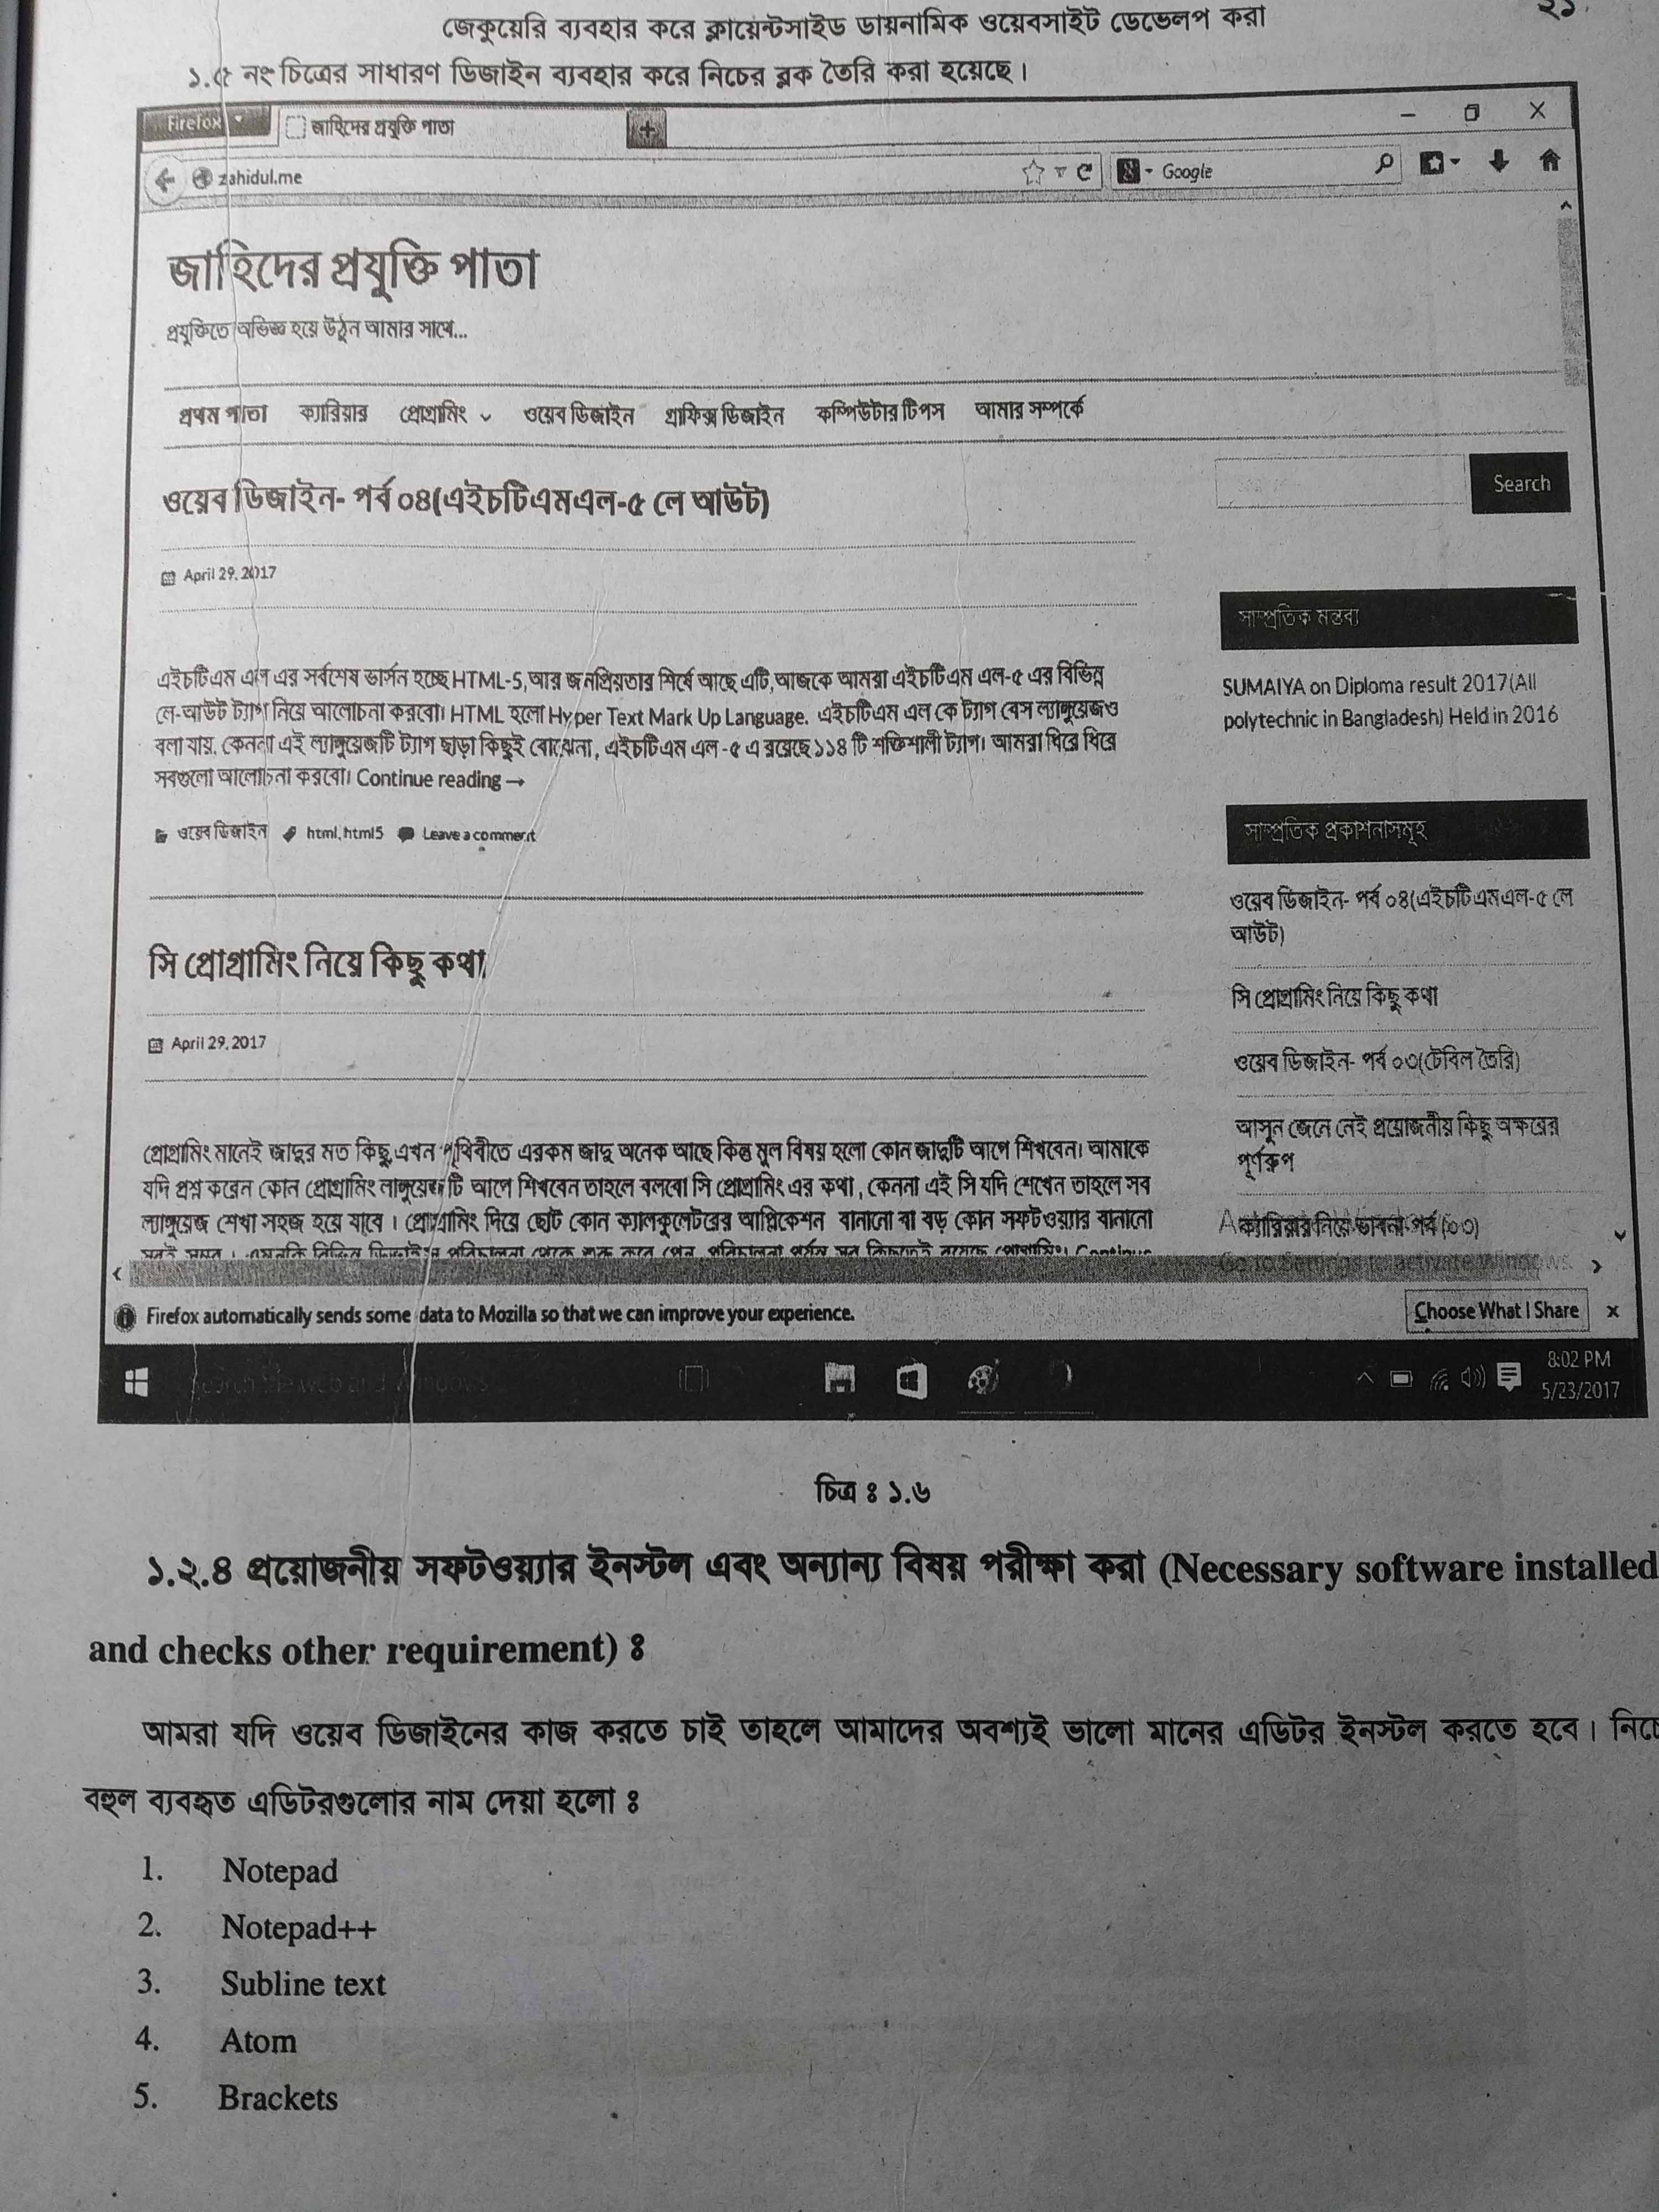 জেকুয়েরি ব্যবহার করে ক্লায়েন্টসাইড ডায়নামিক ওয়েবসাইট ডেভেলপ করা
২১
১.৫ নং চিত্রের সাধারণ ডিজাইন ব্যবহার করে নিচের ব্লক তৈরি করা হয়েছে।
Firefox
জাহিদের প্রযুক্তি পাতা
zahidul.me
Google
জাহিদের প্রযুক্তি পাতা
প্রযুক্তিতে অভিজ্ঞ হয়ে উঠুন আমার সাথে...
প্রথম পাতা ক্যারিয়ার প্রোগ্রামিং ওয়েব ডিজাইন গ্রাফিক্স ডিজাইন কম্পিউটার টিপস আমার সম্পর্কে
ওয়েব ডিজাইন- পর্ব ০৪(এইচটিএমএল-৫ লে আউট)
April 29, 2017
এইচটিএম এল এর সর্বশেষ ভার্সন হচ্ছে HTML-5,আর জনপ্রিয়তার শির্ষে আছে এটি,আজকে আমরা এইচটিএম এল-৫ এর বিভিন্ন
লে-আউট ট্যাগ নিয়ে আলোচনা করবো। HTML হলো Hyper Text Mark Up Language. এইচটিএম এল কে ট্যাগ বেস ল্যাঙ্গুয়েজও
বলা যায়. কেননা এই ল্যাঙ্গুয়েজটি ট্যাগ ছাড়া কিছুই বোঝেনা, এইচটিএম এল -৫ এ রয়েছে ১১৪ টি শক্তিশালী ট্যাগ। আমরা ধিরে ধিরে
সবগুলো আলোচনা করবো। Continue reading →
ওয়েব ডিজাইন html, html5 Leave a comment
সি প্রোগ্রামিং নিয়ে কিছু কথা
April 29, 2017
প্রোগ্রামিং মানেই জাদুর মত কিছু,এখন পৃথিবীতে এরকম জাদু অনেক আছে কিন্তু মুল বিষয় হলো কোন জাদুটি আগে শিখবেন। আমাকে
যদি প্রশ্ন করেন কোন প্রোগ্রামিং লাঙ্গুয়েজ টি আগে শিখবেন তাহলে বলবো সি প্রোগ্রামিং এর কথা, কেননা এই সি যদি শেখেন তাহলে সব
ল্যাঙ্গুয়েজ শেখা সহজ হয়ে যাবে । প্রোগ্রামিং দিয়ে ছোট কোন ক্যালকুলেটরের আপ্লিকেশন বানানো বা বড় কোন সফটওয়্যার বানানো
Search
সাম্প্রতিক মন্তব্য
SUMAIYA on Diploma result 2017(All
polytechnic in Bangladesh) Held in 2016
সাম্প্রতিক প্রকাশনাসমূহ
ওয়েব ডিজাইন- পর্ব ০৪(এইচটিএমএল-৫ লে
আউট)
সি প্রোগ্রামিং নিয়ে কিছু কথা
ওয়েব ডিজাইন- পর্ব ০৩(টেবিল তৈরি)
আসুন জেনে নেই প্রয়োজনীয় কিছু অক্ষরের
পূর্ণরুপ
ক্যারিয়ার নিয়ে ভাবনা পর্ব (০৩)
Go to Settings to activate Windows.
Firefox automatically sends some data to Mozilla so that we can improve your experience.
Choose What I Share
Search the web and Windows
8:02 PM
5/23/2017
চিত্র ঃ ১.৬
১.২.৪ প্রয়োজনীয় সফটওয়্যার ইনস্টল এবং অন্যান্য বিষয় পরীক্ষা করা (Necessary software installed
and checks other requirement) ঃ
আমরা যদি ওয়েব ডিজাইনের কাজ করতে চাই তাহলে আমাদের অবশ্যই ভালো মানের এডিটর ইনস্টল করতে হবে। নিচে
বহুল ব্যবহৃত এডিটরগুলোর নাম দেয়া হলো ঃ
1. Notepad
2. Notepad++
3. Subline text
4. Atom
5. Brackets